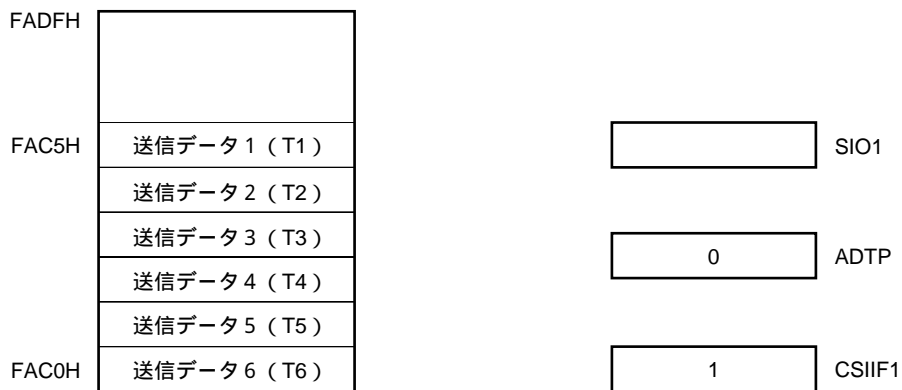 FADFH
FAC5H 送信データ1（T1） SIO1
送信データ2（T2）
送信データ3（T3） 0 ADTP
送信データ4（T4）
送信データ5（T5）
FAC0H 送信データ6（T6） 1 CSIIF1